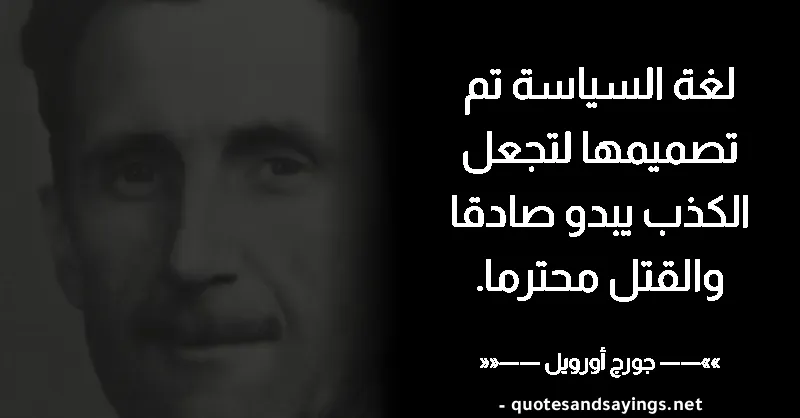 لغة السياسة تم
تصميمها لتجعل
الكذب يبدو صادقا
والقتل محترما.
»»—— جورج أورويل ——««
- quotesandsayings.net